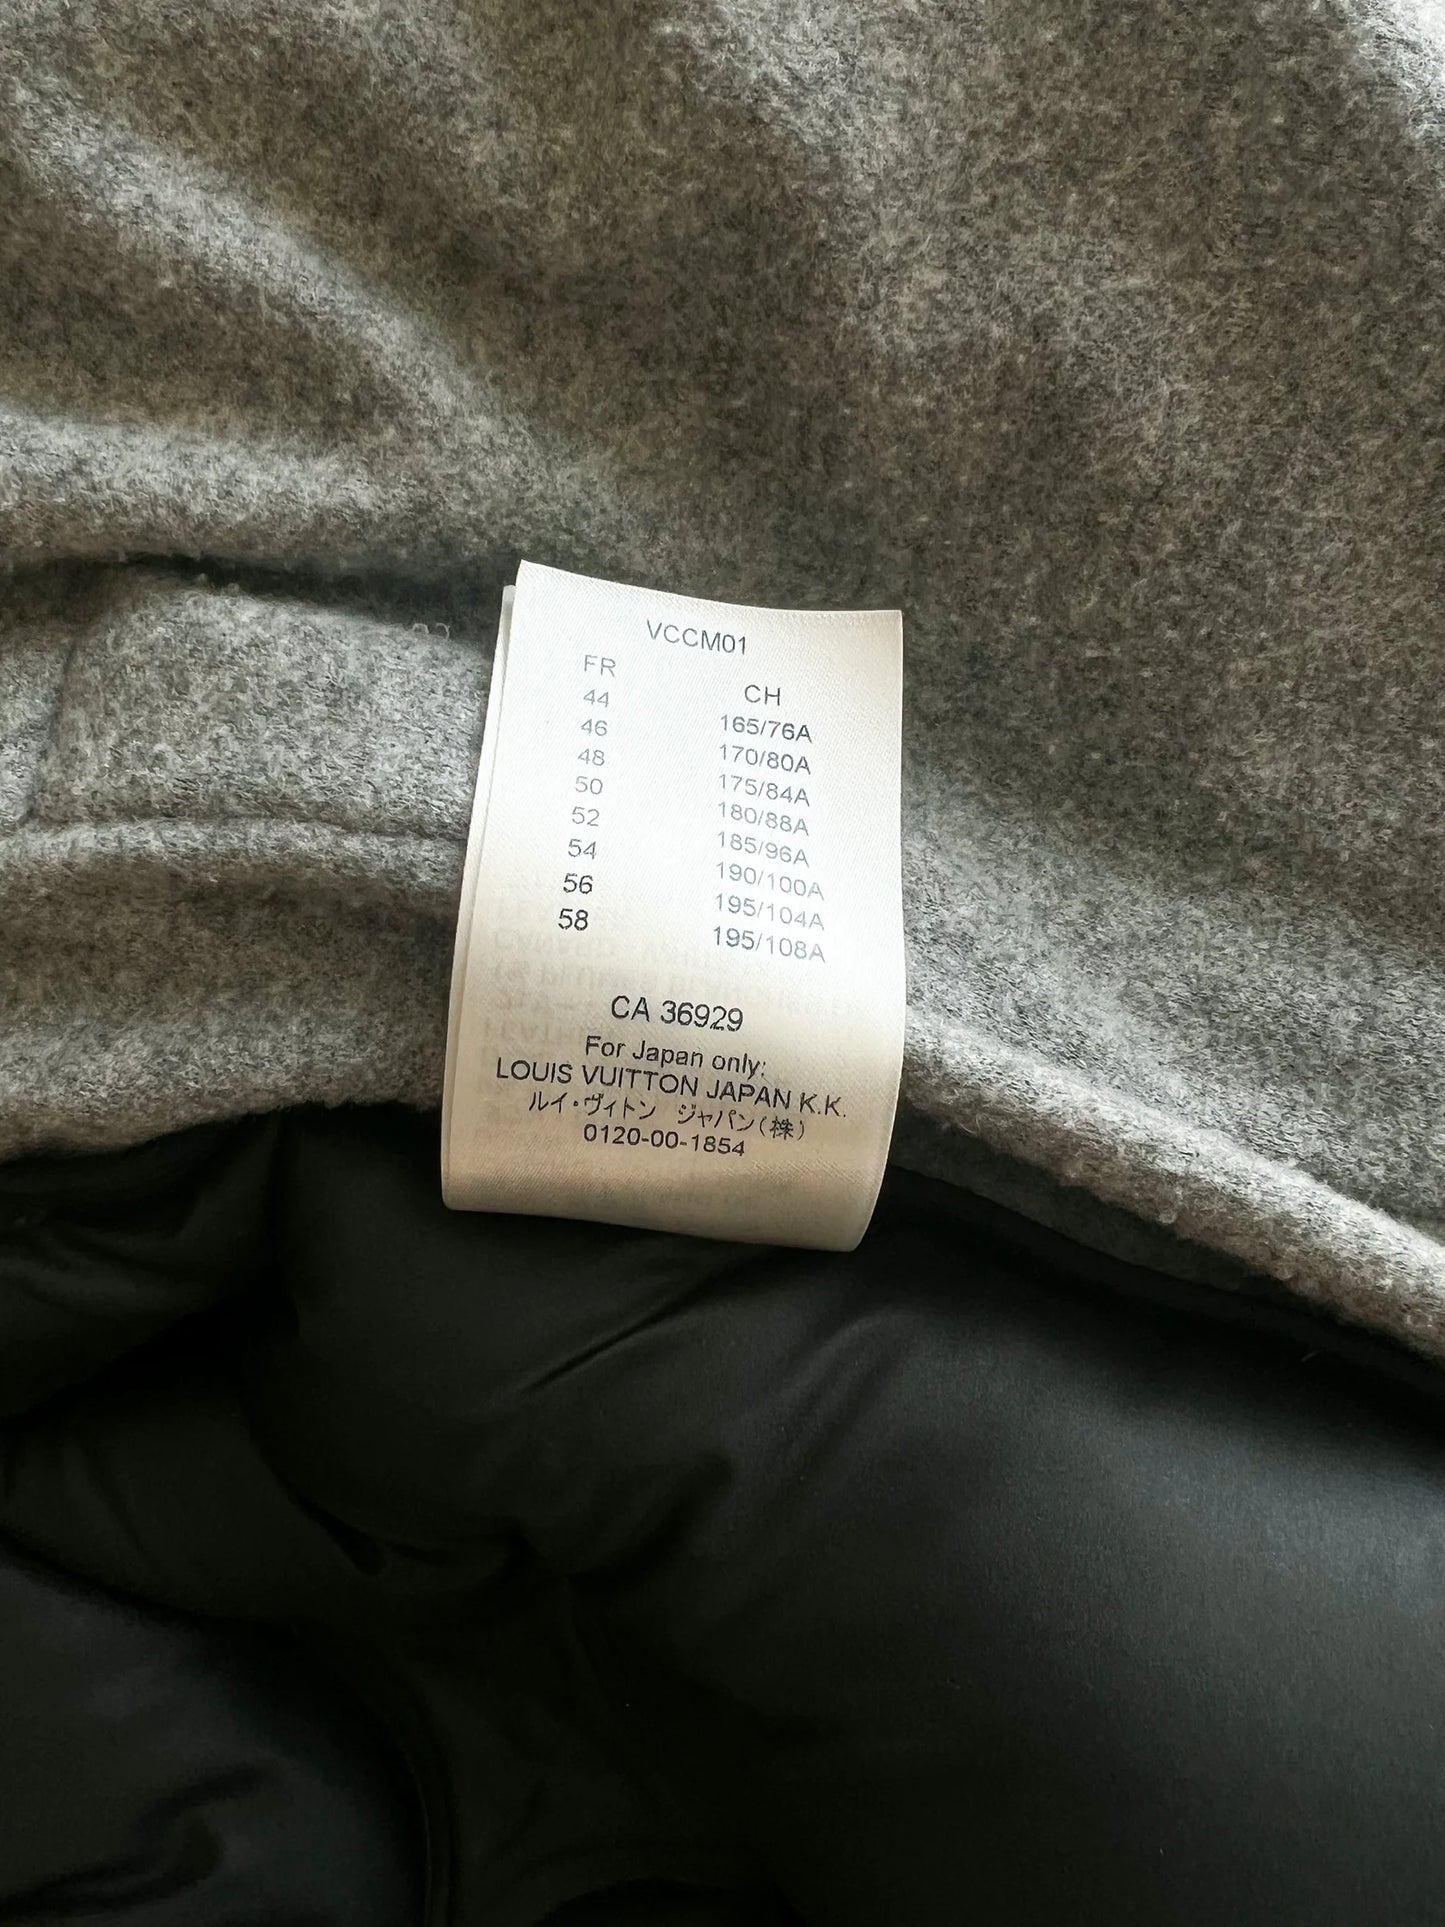 VCCM01
FR CH
44 165/76A
46 170/80A
48 175/84A
50 180/88A
52 185/96A
54 190/100A
56 195/104A
58 195/108A
CA 36929
For Japan only:
LOUIS VUITTON JAPAN K.K.
ルイ・ヴィトン ジャパン(株)
0120-00-1854